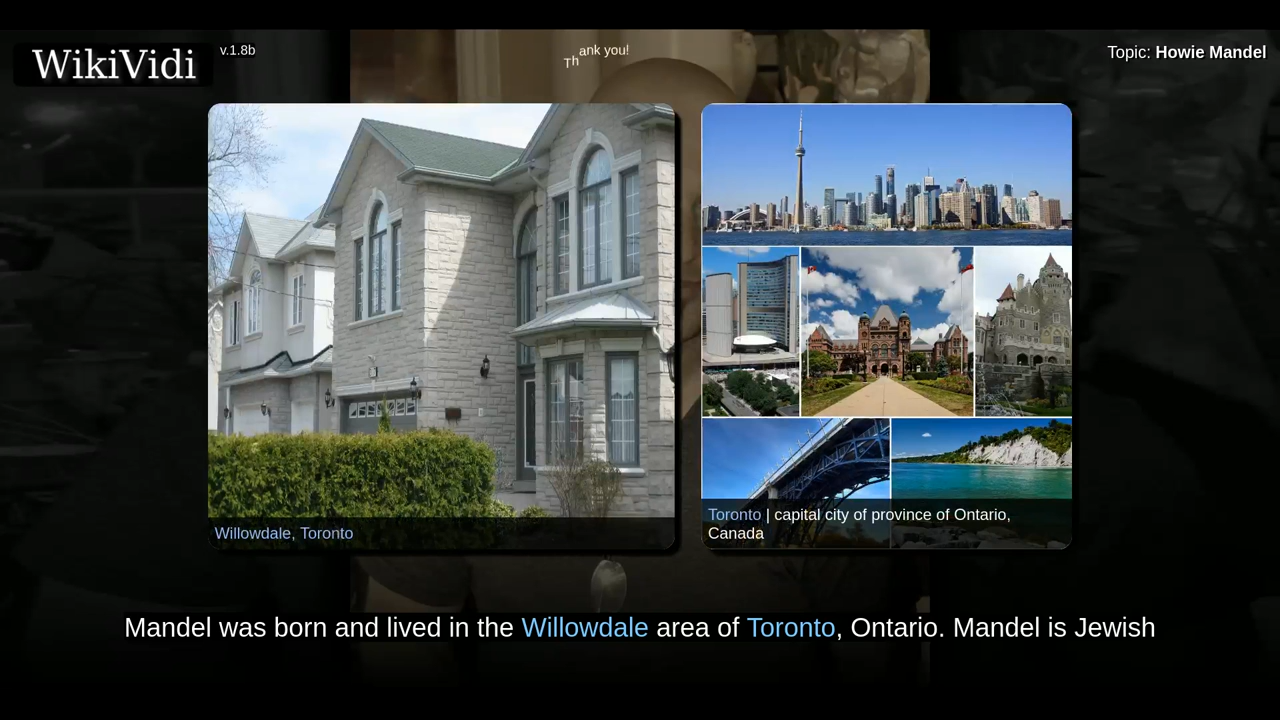 WikiVidi
v.1.8b
Thank you!
Topic: Howie Mandel
Willowdale, Toronto
Toronto | capital city of province of Ontario,
Canada
Mandel was born and lived in the Willowdale area of Toronto, Ontario. Mandel is Jewish